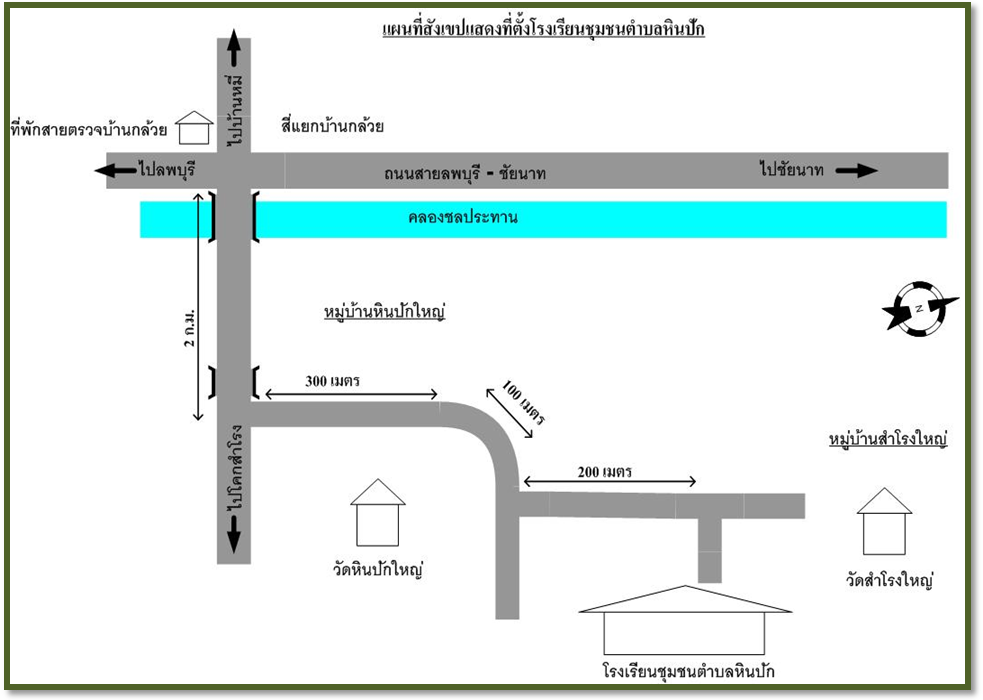 แผนที่สังเขปแสดงที่ตั้งโรงเรียนชุมชนตำบลหินปัก
ไปบ้านหมี่
ที่พักสายตรวจบ้านกล้วย
สี่แยกบ้านกล้วย
ไปลพบุรี
ถนนสายลพบุรี - ชัยนาท
ไปชัยนาท
คลองชลประทาน
หมู่บ้านหินปักใหญ่
N
2 ก.ม.
300 เมตร
100 เมตร
หมู่บ้านสำโรงใหญ่
ไปโคกสำโรง
200 เมตร
วัดหินปักใหญ่
วัดสำโรงใหญ่
โรงเรียนชุมชนตำบลหินปัก